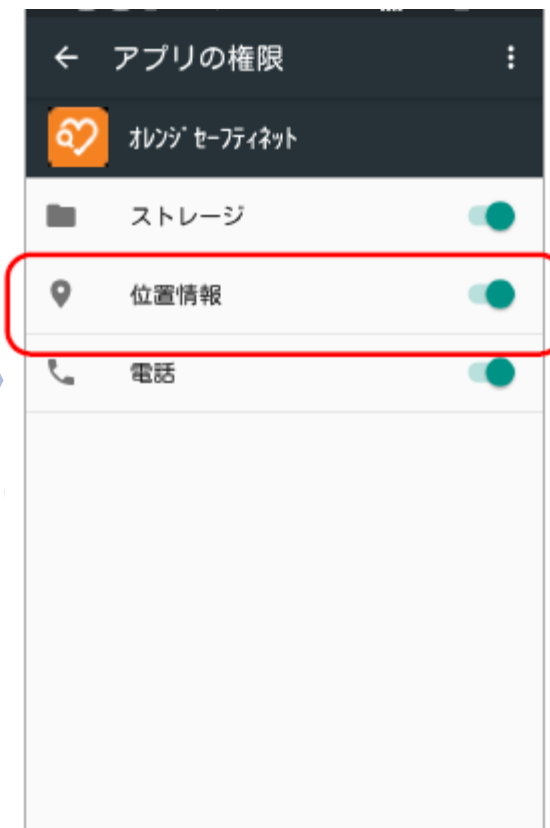 アプリの権限
ｵﾚﾝｼﾞｾｰﾌﾃｨﾈｯﾄ
ストレージ
位置情報
電話